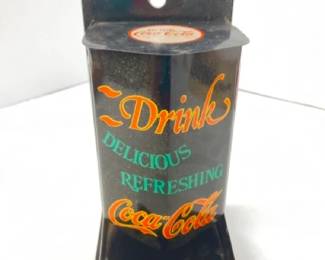 Coca-Cola
Drink
DELICIOUS
REFRESHING
Coca-Cola